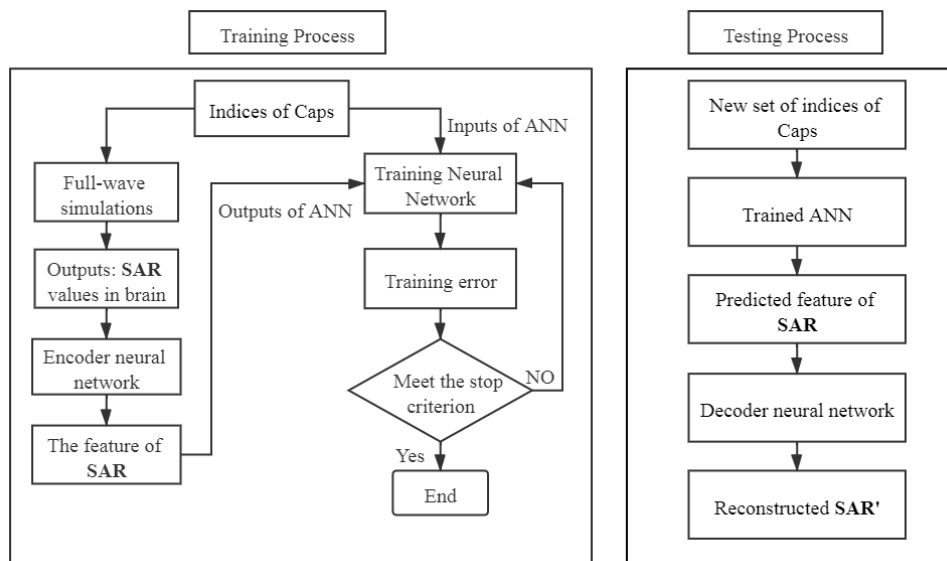 Training Process
Indices of Caps
Inputs of ANN
Full-wave
simulations
Outputs: SAR
values in brain
Encoder neural
network
The feature of
SAR
Outputs of ANN
Training Neural
Network
Training error
Meet the stop
criterion
NO
Yes
End
Testing Process
New set of indices of
Caps
Trained ANN
Predicted feature of
SAR
Decoder neural network
Reconstructed SAR'